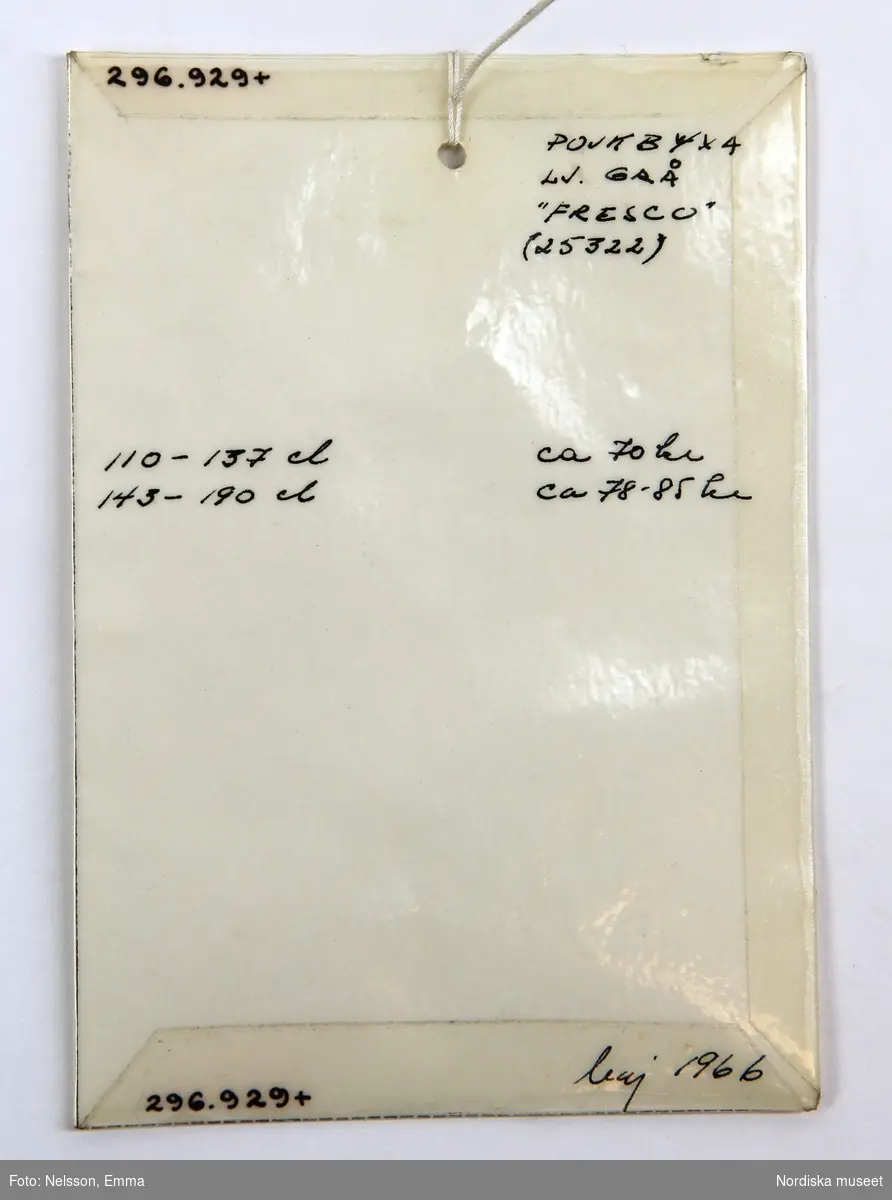 296.929+
POJKBYXA
LJ. GRÅ
"FRESCO"
(25322)
110-137 cl ca 70 kr
143-190 cl ca 78-85 kr
Maj 1966
296.929+
Foto: Nelsson, Emma Nordiska museet